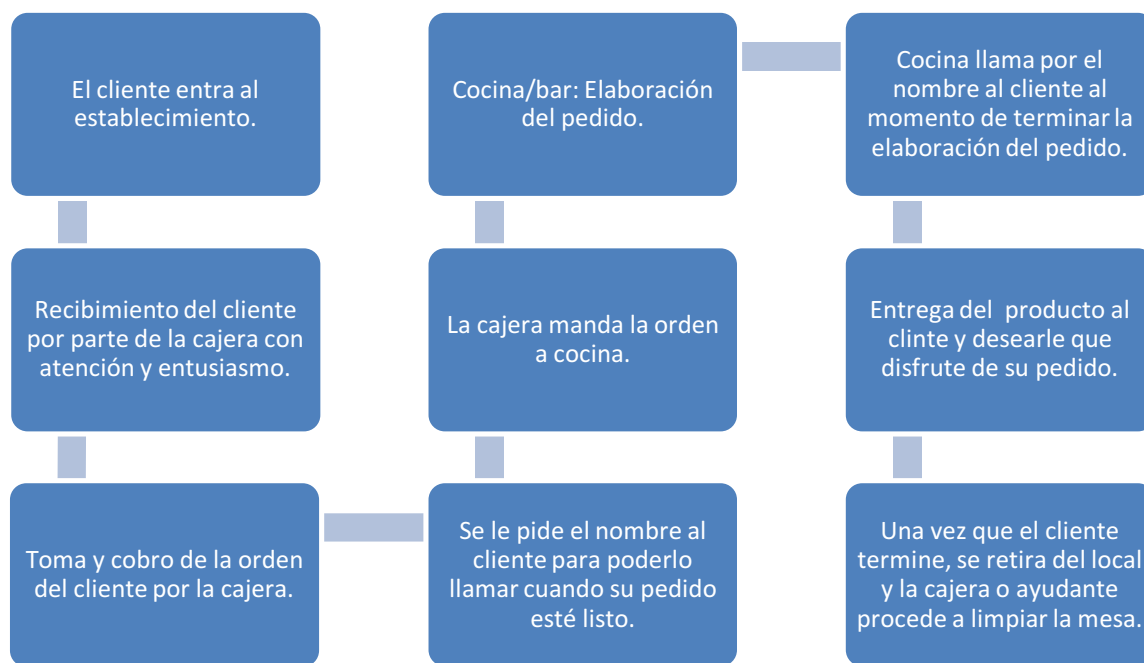 El cliente entra al
establecimiento.
Recibimiento del cliente
por parte de la cajera con
atención y entusiasmo.
Toma y cobro de la orden
del cliente por la cajera.
Se le pide el nombre al
cliente para poderlo
llamar cuando su pedido
esté listo.
La cajera manda la orden
a cocina.
Cocina/bar: Elaboración
del pedido.
Cocina llama por el
nombre al cliente al
momento de terminar la
elaboración del pedido.
Entrega del  producto al
clinte y desearle que
disfrute de su pedido.
Una vez que el cliente
termine, se retira del local
y la cajera o ayudante
procede a limpiar la mesa.